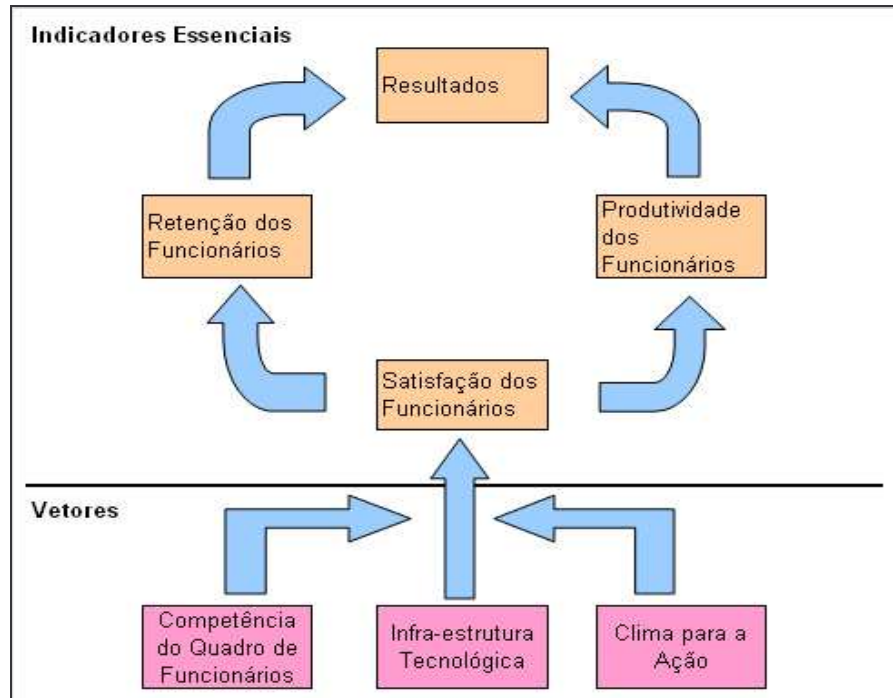 Indicadores Essenciais
Resultados
Retenção dos
Funcionários
Produtividade
dos
Funcionários
Satisfação dos
Funcionários
Vetores
Competência
do Quadro de
Funcionários
Infra-estrutura
Tecnológica
Clima para a
Ação